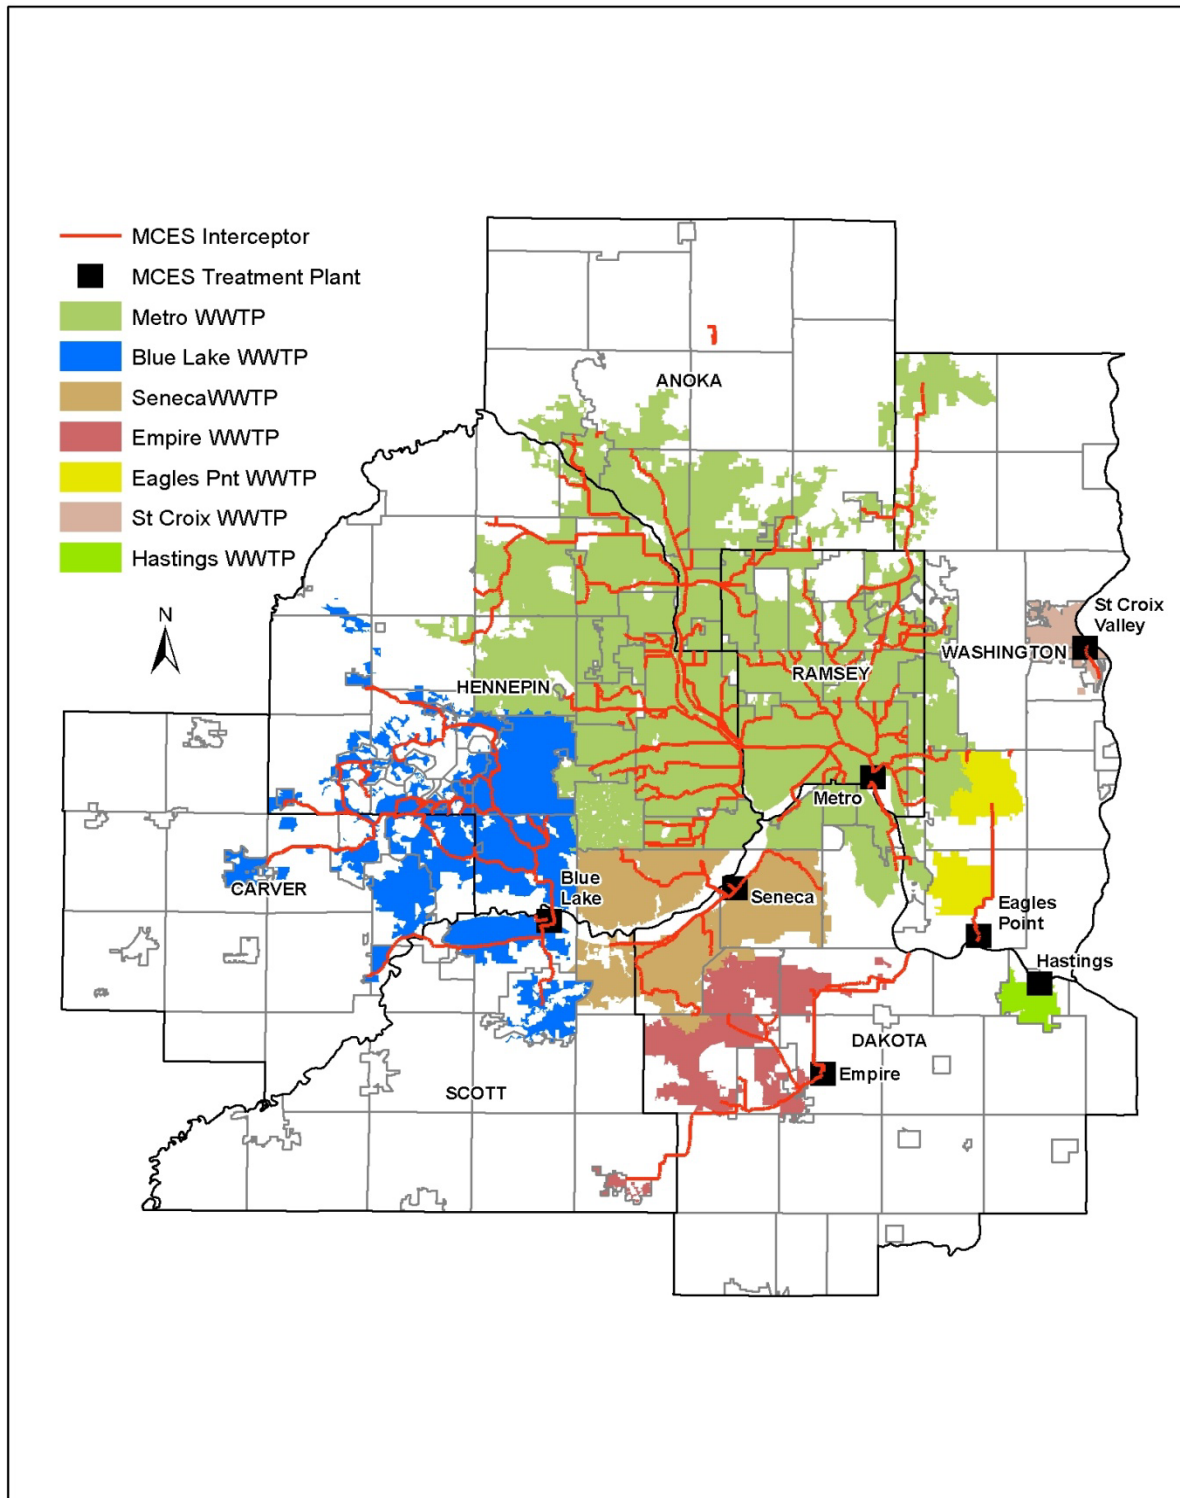 MCES Interceptor
MCES Treatment Plant
Metro WWTP
Blue Lake WWTP
SenecaWWTP
Empire WWTP
Eagles Pnt WWTP
St Croix WWTP
Hastings WWTP
N
ANOKA
St Croix
Valley
WASHINGTON
RAMSEY
HENNEPIN
Metro
Blue
Lake
CARVER
Seneca
Eagles
Point
Hastings
DAKOTA
Empire
SCOTT